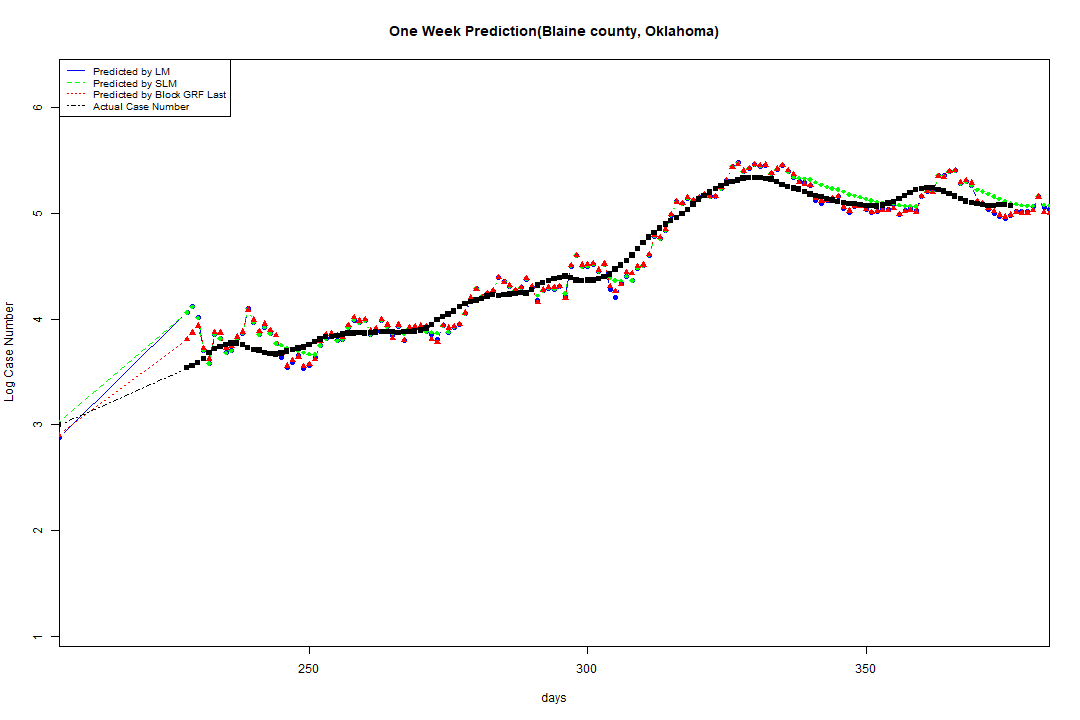 One Week Prediction(Blaine county, Oklahoma)
Predicted by LM
Predicted by SLM
Predicted by Block GRF Last
Actual Case Number
6
5
4
3
2
1
Log Case Number
250
300
350
days